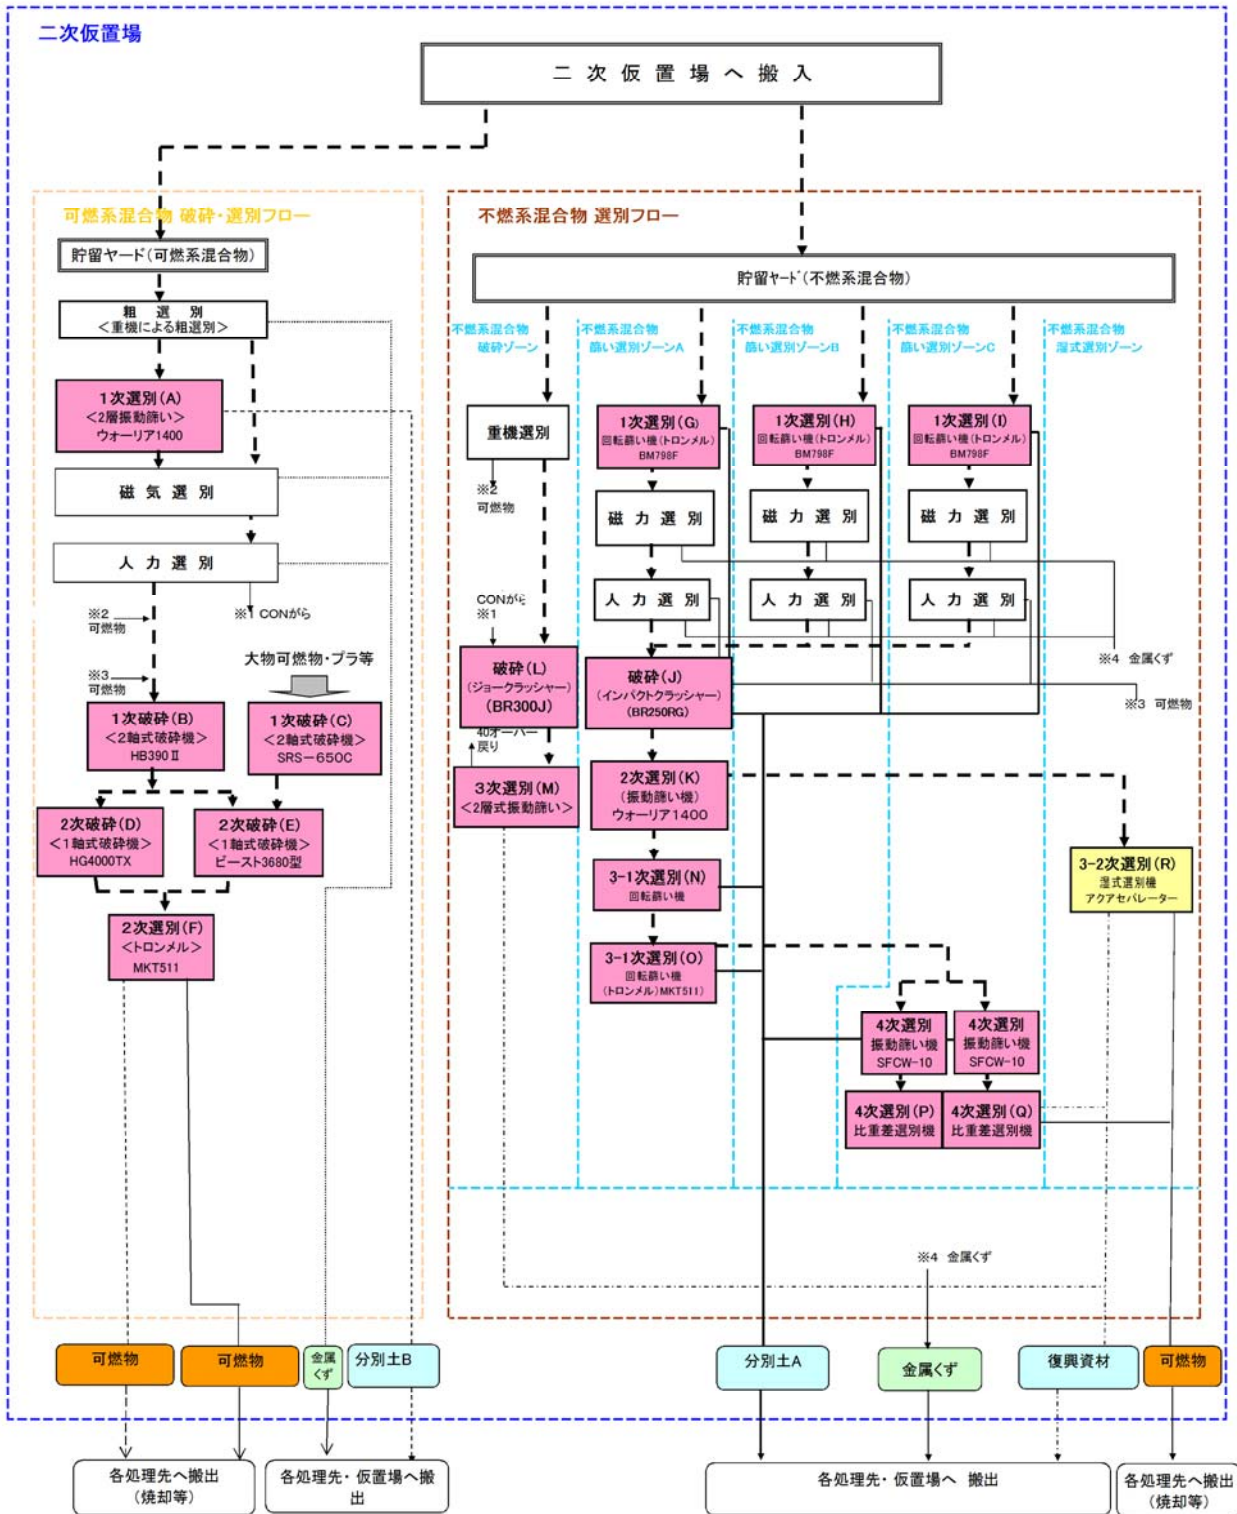 二次仮置場
二 次 仮 置 場 へ 搬 入
可燃系混合物 破砕・選別フロー
貯留ヤード(可燃系混合物)
粗 選 別
＜重機による粗選別＞
1次選別(A)
＜2層振動篩い＞
ウォーリア1400
磁 気 選 別
人 力 選 別
※2
可燃物
※1 CONがら
大物可燃物・プラ等
※3
可燃物
1次破砕(B)
＜2軸式破砕機＞
HB390Ⅱ
1次破砕(C)
＜2軸式破砕機＞
SRS－650C
2次破砕(D)
＜1軸式破砕機＞
HG4000TX
2次破砕(E)
＜1軸式破砕機＞
ビースト3680型
2次選別(F)
＜トロンメル＞
MKT511
不燃系混合物 選別フロー
貯留ヤード(不燃系混合物)
不燃系混合物
破砕ゾーン
不燃系混合物
篩い選別ゾーンA
不燃系混合物
篩い選別ゾーンB
不燃系混合物
篩い選別ゾーンC
不燃系混合物
湿式選別ゾーン
重機選別
※2
可燃物
1次選別(G)
回転篩い機(トロンメル)
BM798F
1次選別(H)
回転篩い機(トロンメル)
BM798F
1次選別(I)
回転篩い機(トロンメル)
BM798F
磁 力 選 別
磁 力 選 別
磁 力 選 別
人 力 選 別
人 力 選 別
人 力 選 別
CONがら
※1
※4 金属くず
※3 可燃物
破砕(L)
(ジョークラッシャー)
(BR300J)
破砕(J)
(インパクトクラッシャー)
(BR250RG)
40オーバー
戻り
3次選別(M)
＜2層式振動篩い＞
2次選別(K)
(振動篩い機)
ウォーリア1400
3-1次選別(N)
回転篩い機
3-1次選別(O)
回転篩い機
(トロンメル)MKT511)
3-2次選別(R)
湿式選別機
アクアセパレーター
4次選別
振動篩い機
SFCW-10
4次選別
振動篩い機
SFCW-10
4次選別(P)
比重差選別機
4次選別(Q)
比重差選別機
※4 金属くず
可燃物
可燃物
金属
くず
分別土B
分別土A
金属くず
復興資材
可燃物
各処理先へ搬出
(焼却等)
各処理先・仮置場へ搬
出
各処理先・仮置場へ 搬出
各処理先へ搬出
(焼却等)